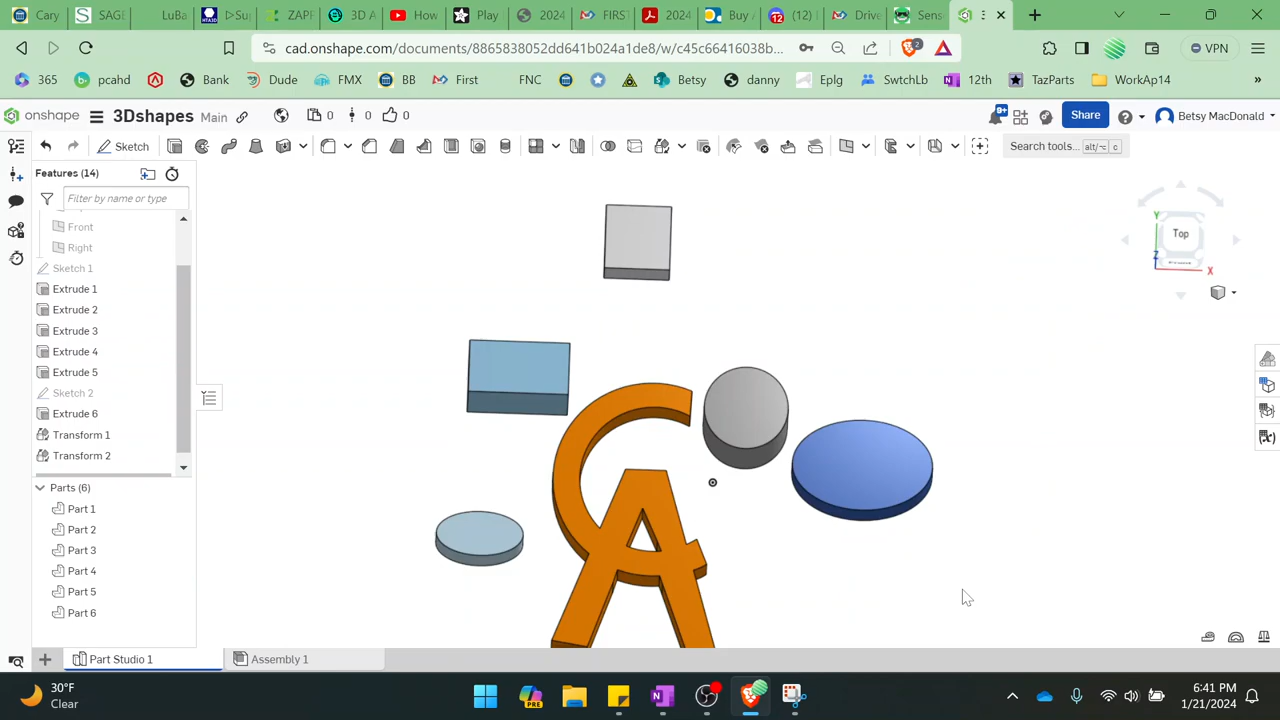 Cary
SAGE
LuBa
▷Sup
ZAPF
3D A
How
Play
2024
FIRST
2024
Buy A
(12) t
Drive
Sens
cad.onshape.com/documents/8865838052dd641b024a1de8/w/c45c66416038b...
2
VPN
365
pcahd
Bank
Dude
FMX
BB
First
FNC
Betsy
danny
Eplg
SwtchLb
12th
TazParts
WorkAp14
»
onshape
3Dshapes
Main
0
0
0
9+
Share
Betsy MacDonald
Sketch
Search tools...
alt/⌥
c
Features (14)
Filter by name or type
Front
Right
Sketch 1
Extrude 1
Extrude 2
Extrude 3
Extrude 4
Extrude 5
Sketch 2
Extrude 6
Transform 1
Transform 2
Parts (6)
Part 1
Part 2
Part 3
Part 4
Part 5
Part 6
Y
Top
Z
X
CA
Part Studio 1
Assembly 1
30°F
Clear
PRE
6:41 PM
1/21/2024